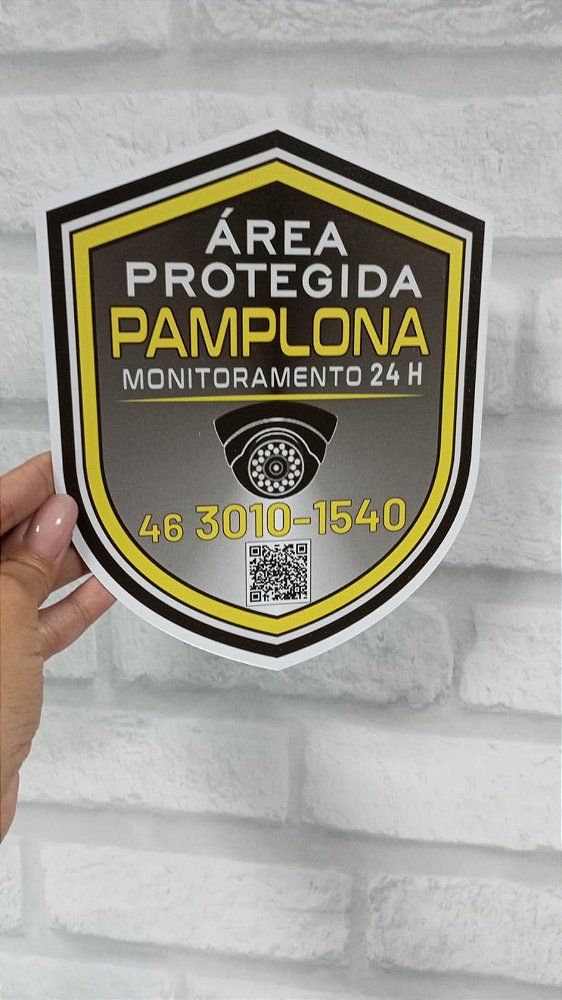 ÁREA
PROTEGIDA
PAMPLONA
MONITORAMENTO 24 H
46 3010-1540